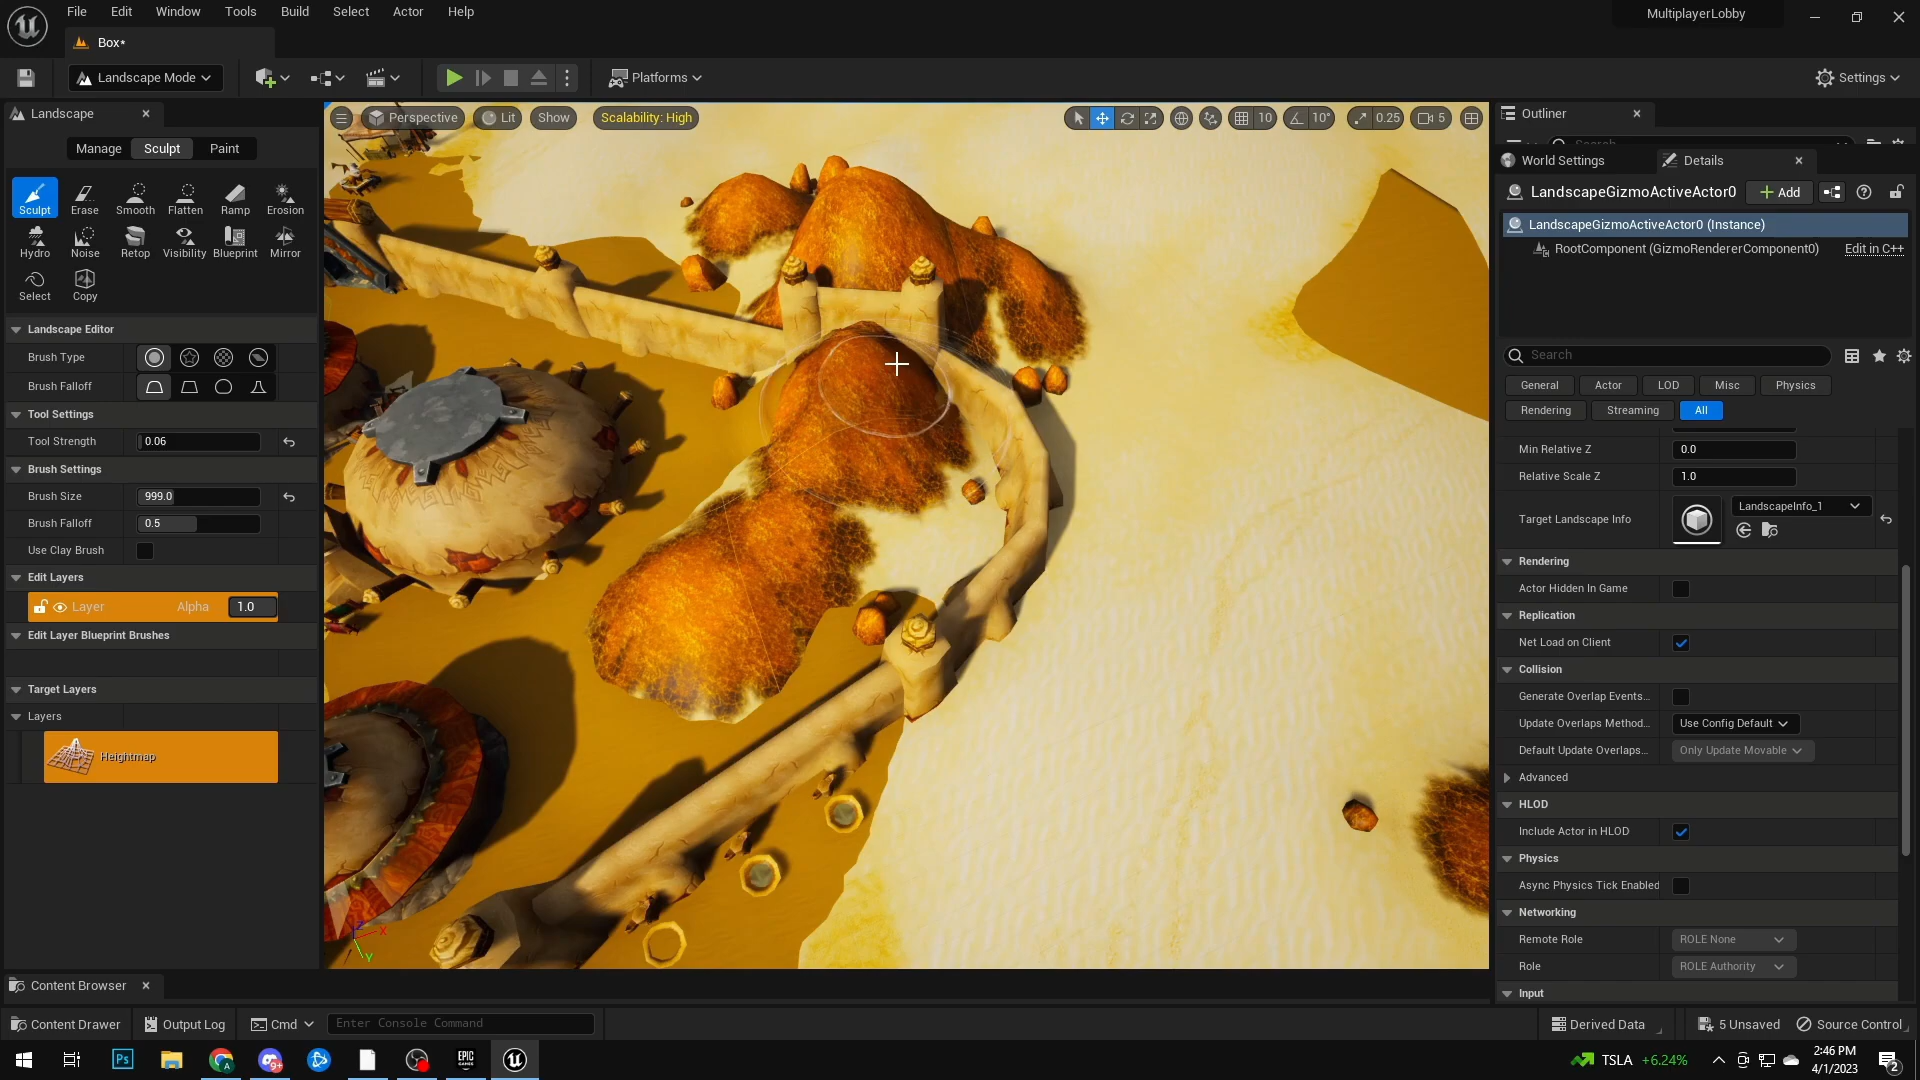 File Edit Window Tools Build Select Actor Help
MultiplayerLobby
Box*
Landscape Mode
Platforms
Settings
Landscape
Manage Sculpt Paint
Sculpt Erase Smooth Flatten Ramp Erosion
Hydro Noise Retop Visibility Blueprint Mirror
Select Copy
Landscape Editor
Brush Type
Brush Falloff
Tool Settings
Tool Strength 0.06
Brush Settings
Brush Size 999.0
Brush Falloff 0.5
Use Clay Brush
Edit Layers
Layer Alpha 1.0
Edit Layer Blueprint Brushes
Target Layers
Layers
Heightmap
Perspective Lit Show Scalability: High
10 10° 0.25 5
Z X Y
Outliner
Search
World Settings Details
LandscapeGizmoActiveActor0 Add
LandscapeGizmoActiveActor0 (Instance)
RootComponent (GizmoRendererComponent0) Edit in C++
Search
General Actor LOD Misc Physics
Rendering Streaming All
Min Relative Z 0.0
Relative Scale Z 1.0
Target Landscape Info LandscapeInfo_1
Rendering
Actor Hidden In Game
Replication
Net Load on Client
Collision
Generate Overlap Events...
Update Overlaps Method... Use Config Default
Default Update Overlaps... Only Update Movable
Advanced
HLOD
Include Actor in HLOD
Physics
Async Physics Tick Enabled
Networking
Remote Role ROLE None
Role ROLE Authority
Input
Content Browser
Content Drawer Output Log Cmd Enter Console Command
Derived Data 5 Unsaved Source Control
Ps A 9+ EPIC GAMES
TSLA +6.24%
2:46 PM
4/1/2023
2